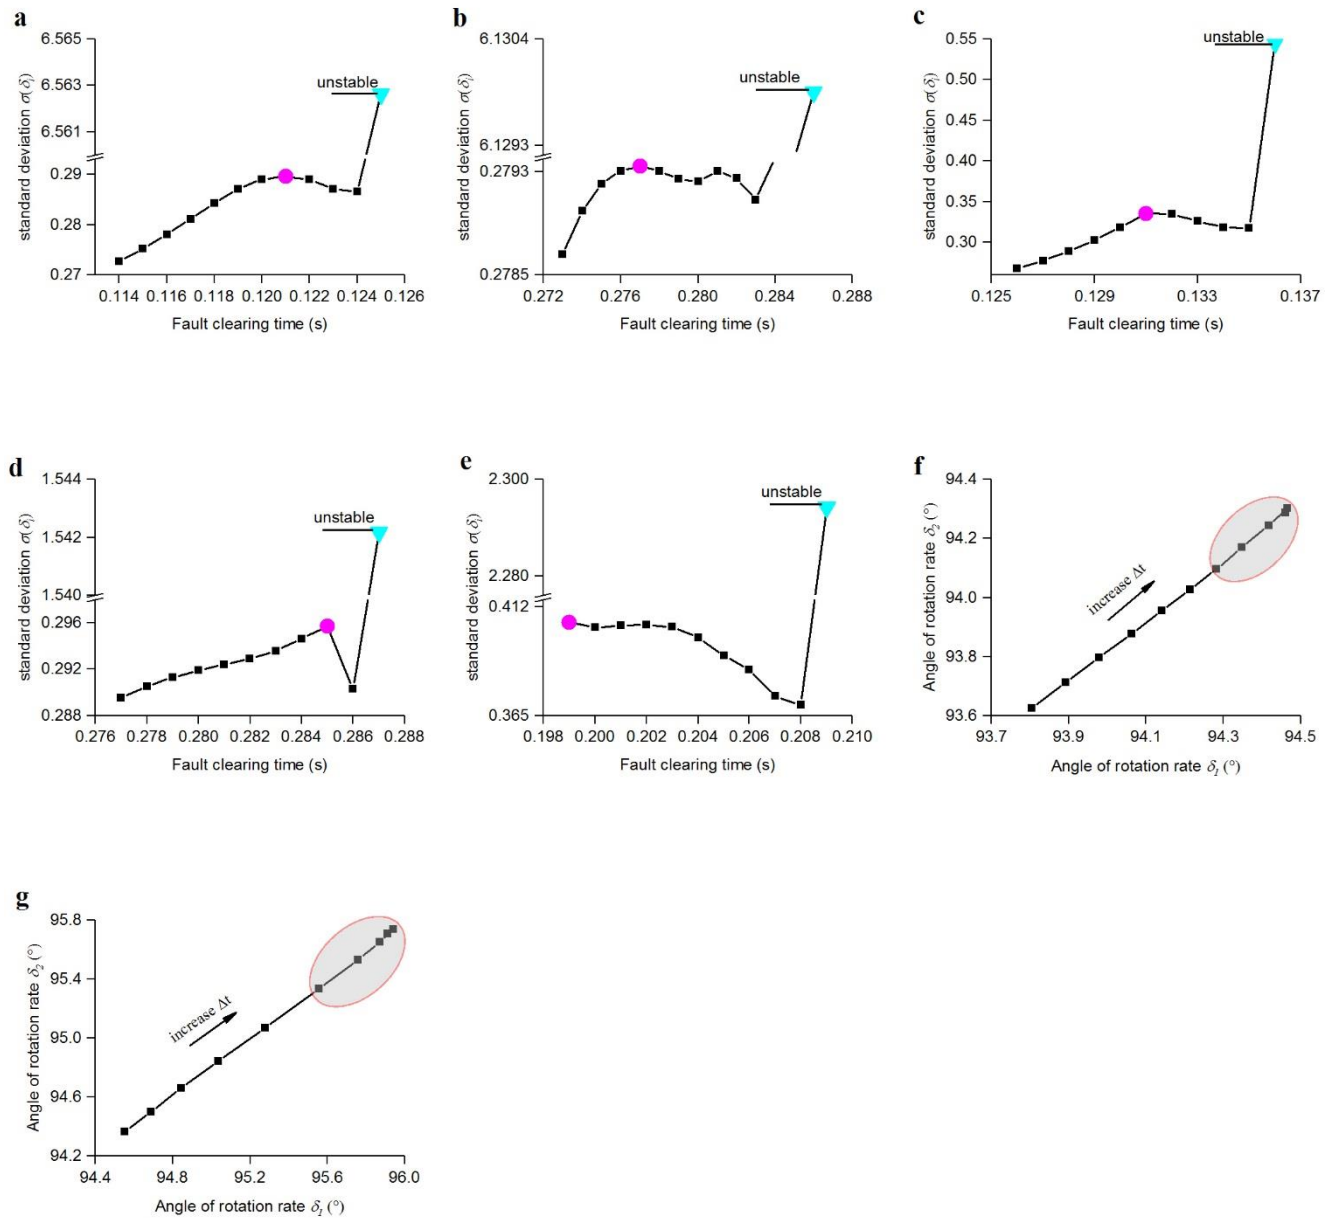 a
6.565
6.563
6.561
0.29
0.28
0.27
standard deviation σ(δᵢ)
unstable
0.114 0.116 0.118 0.120 0.122 0.124 0.126
Fault clearing time (s)
b
6.1304
6.1293
0.2793
0.2785
standard deviation σ(δᵢ)
unstable
0.272 0.276 0.280 0.284 0.288
Fault clearing time (s)
c
0.55
0.50
0.45
0.40
0.35
0.30
standard deviation σ(δᵢ)
unstable
0.125 0.129 0.133 0.137
Fault clearing time (s)
d
1.544
1.542
1.540
0.296
0.292
0.288
standard deviation σ(δᵢ)
unstable
0.276 0.278 0.280 0.282 0.284 0.286 0.288
Fault clearing time (s)
e
2.300
2.280
0.412
0.365
standard deviation σ(δᵢ)
unstable
0.198 0.200 0.202 0.204 0.206 0.208 0.210
Fault clearing time (s)
f
94.4
94.2
94.0
93.8
93.6
Angle of rotation rate δ₂ (°)
increase Δt
93.7 93.9 94.1 94.3 94.5
Angle of rotation rate δ₁ (°)
g
95.8
95.4
95.0
94.6
94.2
Angle of rotation rate δ₂ (°)
increase Δt
94.4 94.8 95.2 95.6 96.0
Angle of rotation rate δ₁ (°)